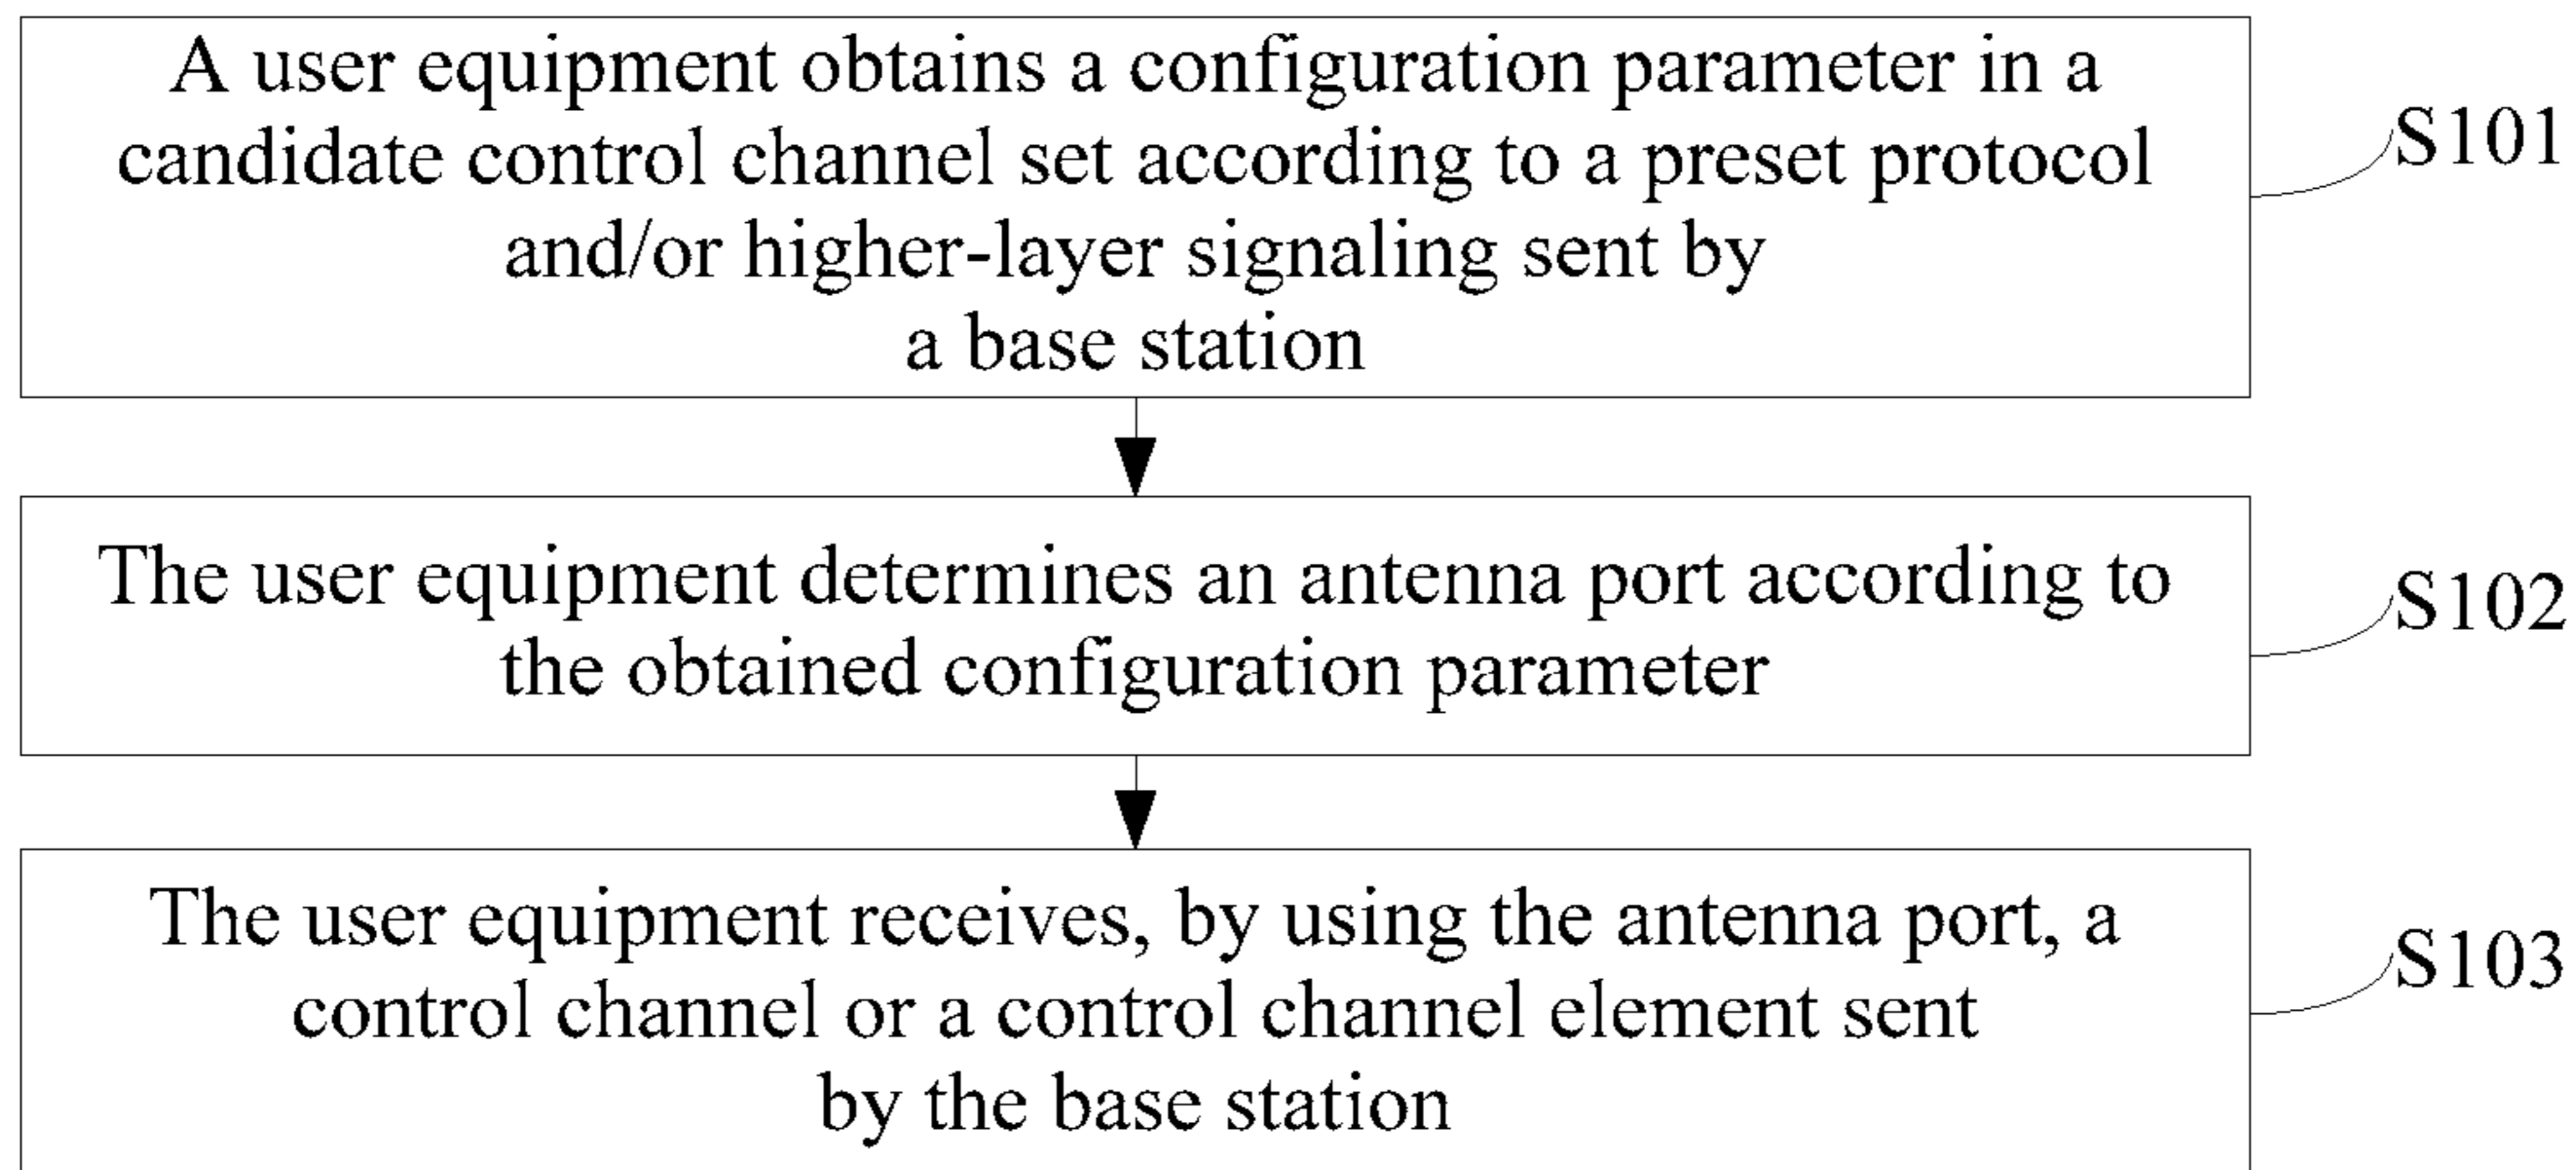 A user equipment obtains a configuration parameter in a
candidate control channel set according to a preset protocol
and/or higher-layer signaling sent by
a base station
S101
The user equipment determines an antenna port according to
the obtained configuration parameter
S102
The user equipment receives, by using the antenna port, a
control channel or a control channel element sent
by the base station
S103